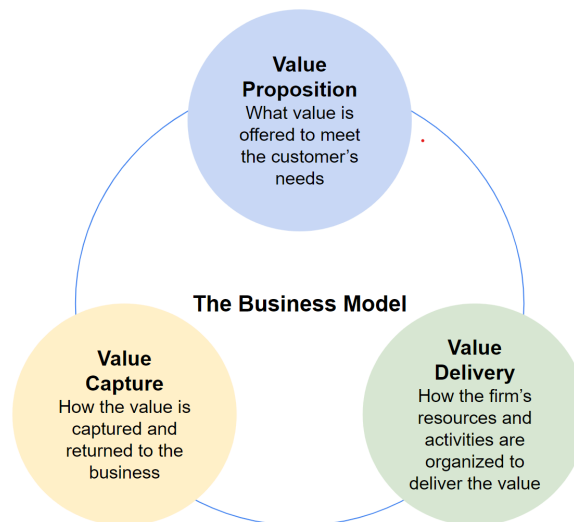 Value
Proposition
What value is
offered to meet
the customer's
needs
The Business Model
Value
Capture
How the value is
captured and
returned to the
business
Value
Delivery
How the firm's
resources and
activities are
organized to
deliver the value